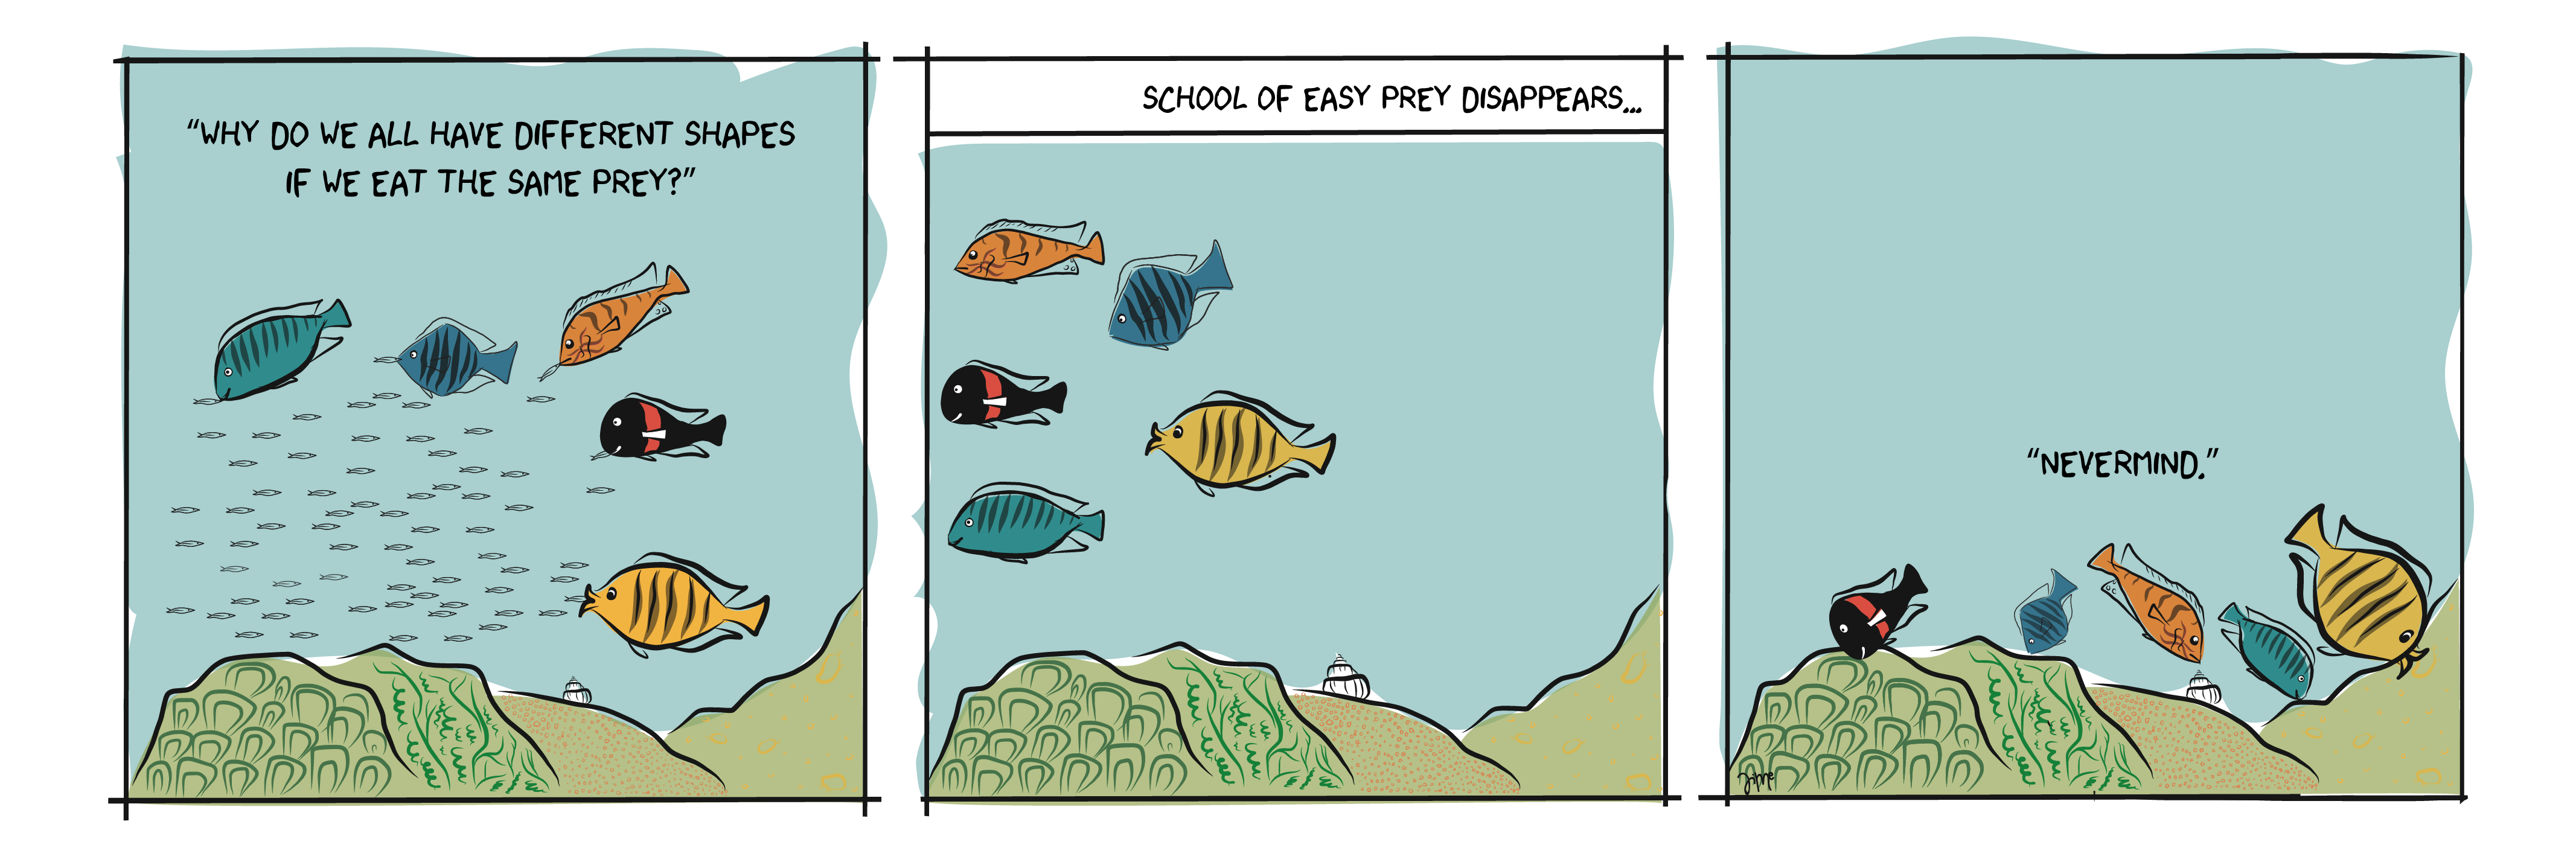 "WHY DO WE ALL HAVE DIFFERENT SHAPES
IF WE EAT THE SAME PREY?"
SCHOOL OF EASY PREY DISAPPEARS...
"NEVERMIND."